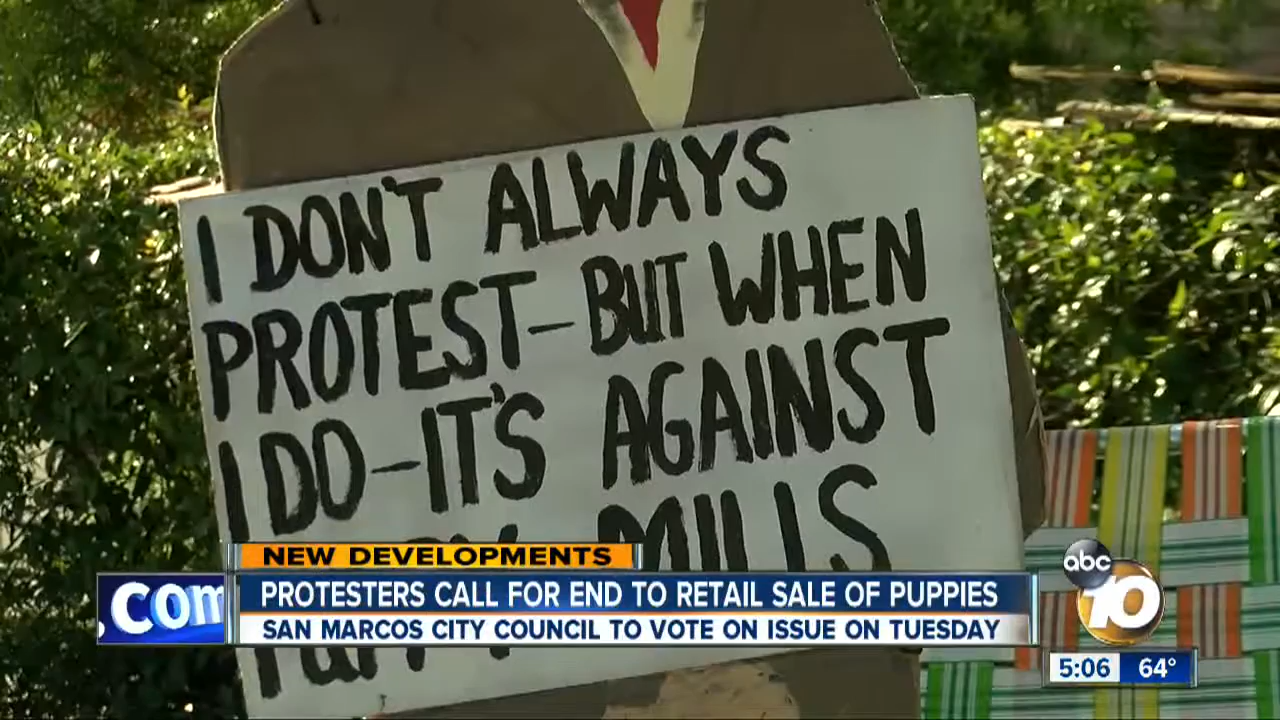 I DON'T ALWAYS
PROTEST–BUT WHEN
I DO–IT'S AGAINST
PUPPY MILLS
NEW DEVELOPMENTS
.com
PROTESTERS CALL FOR END TO RETAIL SALE OF PUPPIES
SAN MARCOS CITY COUNCIL TO VOTE ON ISSUE ON TUESDAY
abc
10
5:06 64°